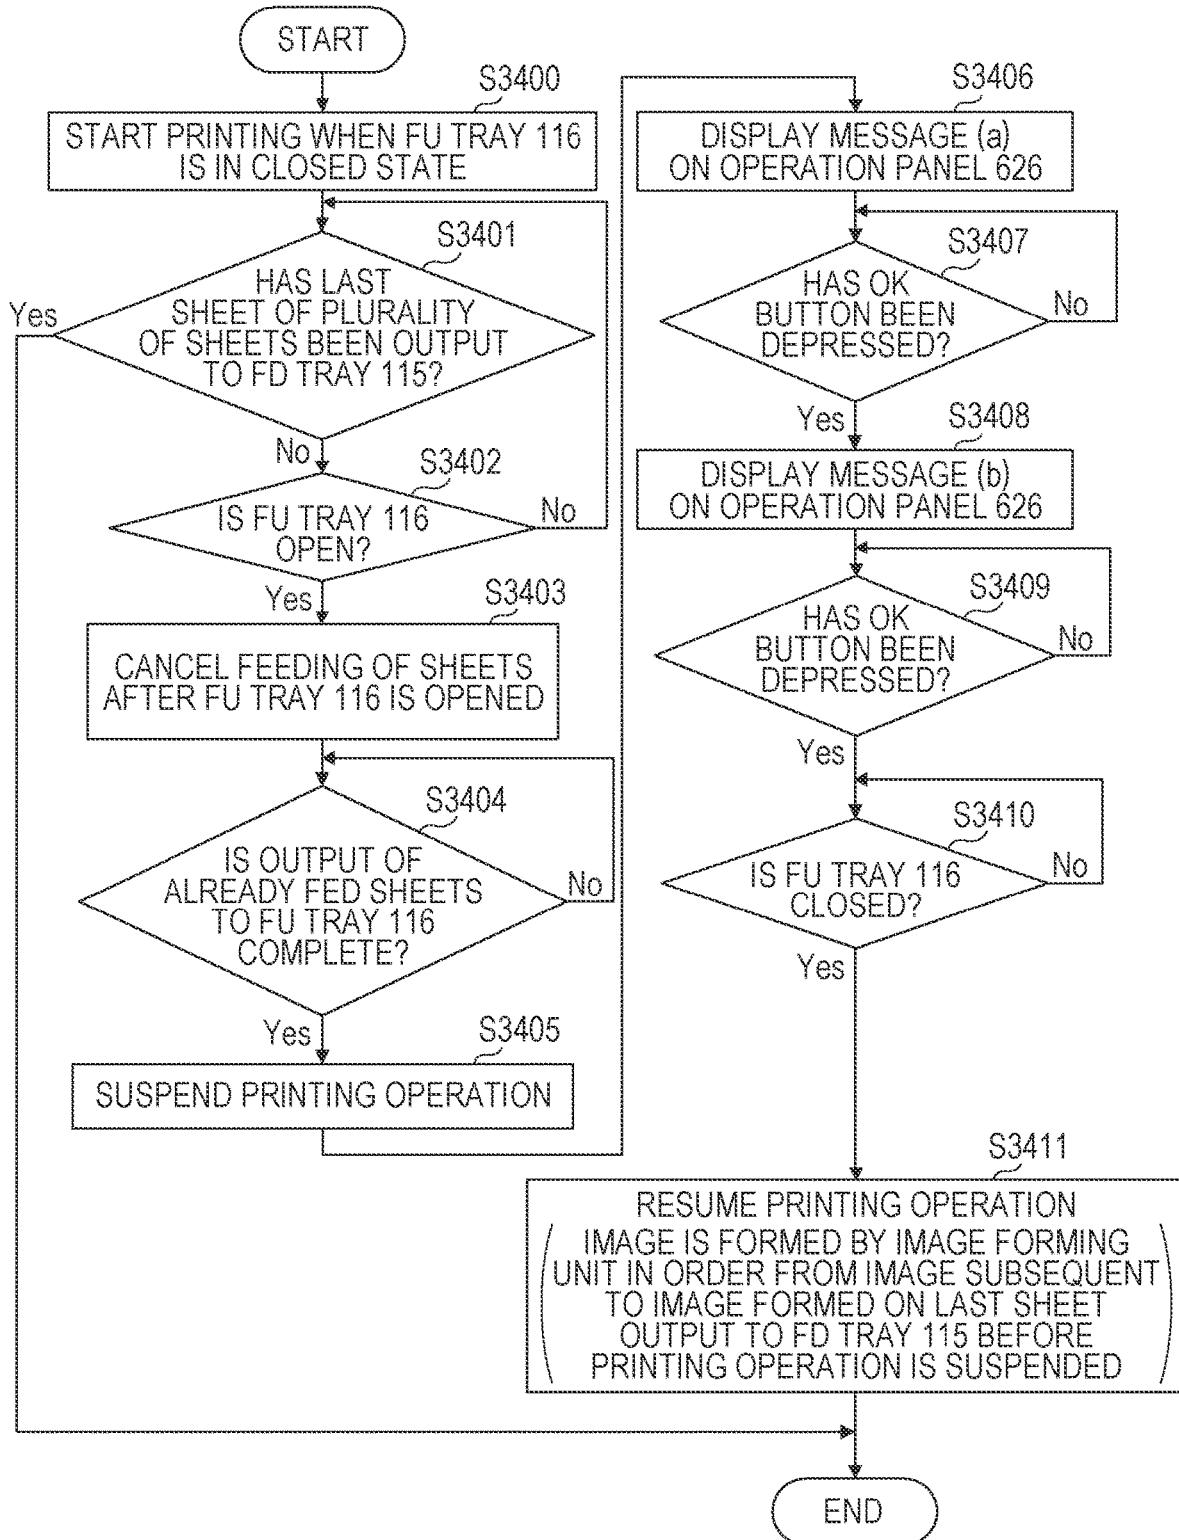 START
S3400
START PRINTING WHEN FU TRAY 116
IS IN CLOSED STATE
S3401
HAS LAST
SHEET OF PLURALITY
OF SHEETS BEEN OUTPUT
TO FD TRAY 115?
Yes
No
S3402
IS FU TRAY 116
OPEN?
No
Yes
S3403
CANCEL FEEDING OF SHEETS
AFTER FU TRAY 116 IS OPENED
S3404
IS OUTPUT OF
ALREADY FED SHEETS
TO FU TRAY 116
COMPLETE?
No
Yes
S3405
SUSPEND PRINTING OPERATION
S3406
DISPLAY MESSAGE (a)
ON OPERATION PANEL 626
S3407
HAS OK
BUTTON BEEN
DEPRESSED?
No
Yes
S3408
DISPLAY MESSAGE (b)
ON OPERATION PANEL 626
S3409
HAS OK
BUTTON BEEN
DEPRESSED?
No
Yes
S3410
IS FU TRAY 116
CLOSED?
No
Yes
S3411
RESUME PRINTING OPERATION
(IMAGE IS FORMED BY IMAGE FORMING
UNIT IN ORDER FROM IMAGE SUBSEQUENT
TO IMAGE FORMED ON LAST SHEET
OUTPUT TO FD TRAY 115 BEFORE
PRINTING OPERATION IS SUSPENDED)
END